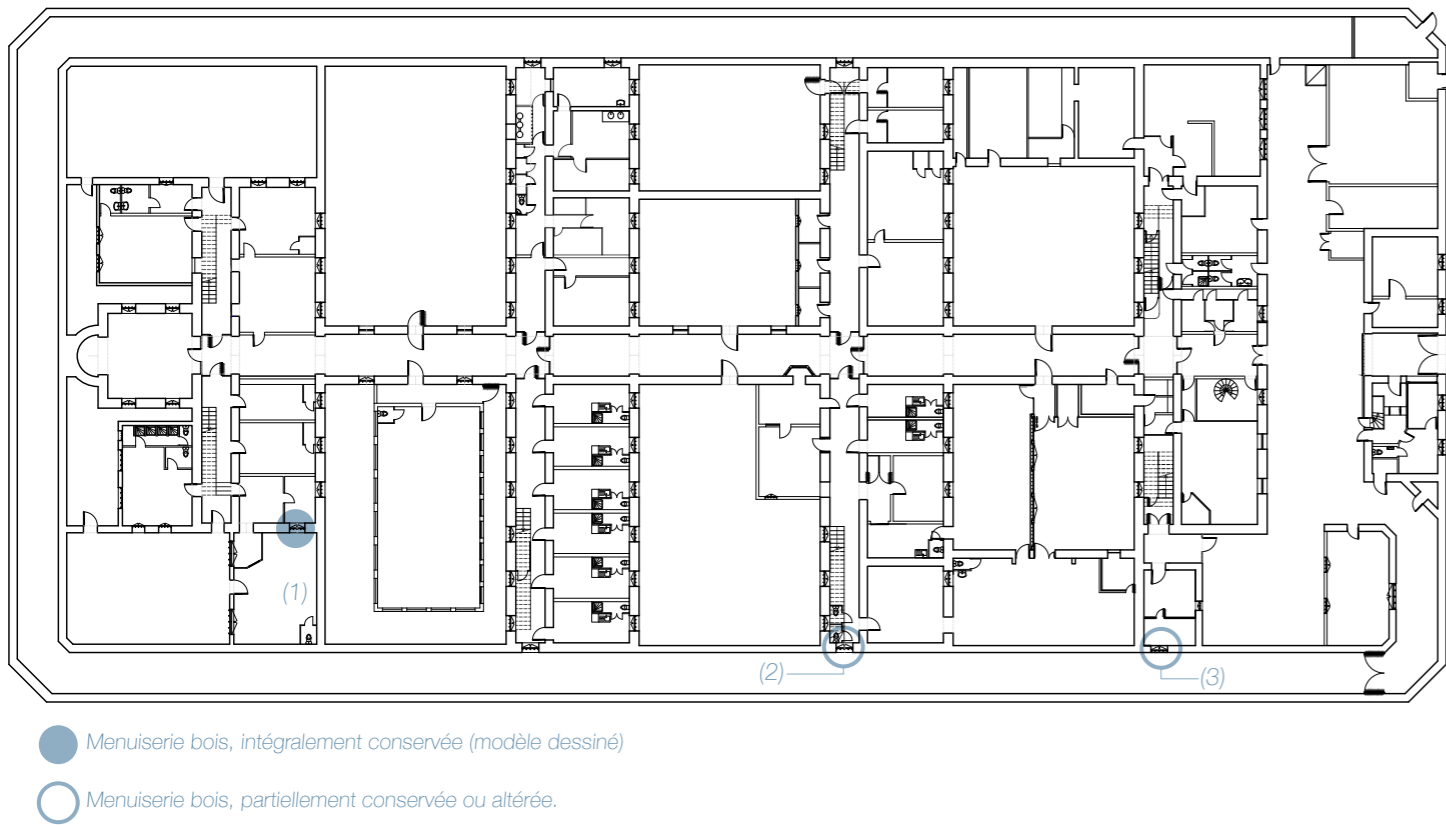 (1)
(2)
(3)
Menuiserie bois, intégralement conservée (modèle dessiné)
Menuiserie bois, partiellement conservée ou altérée.